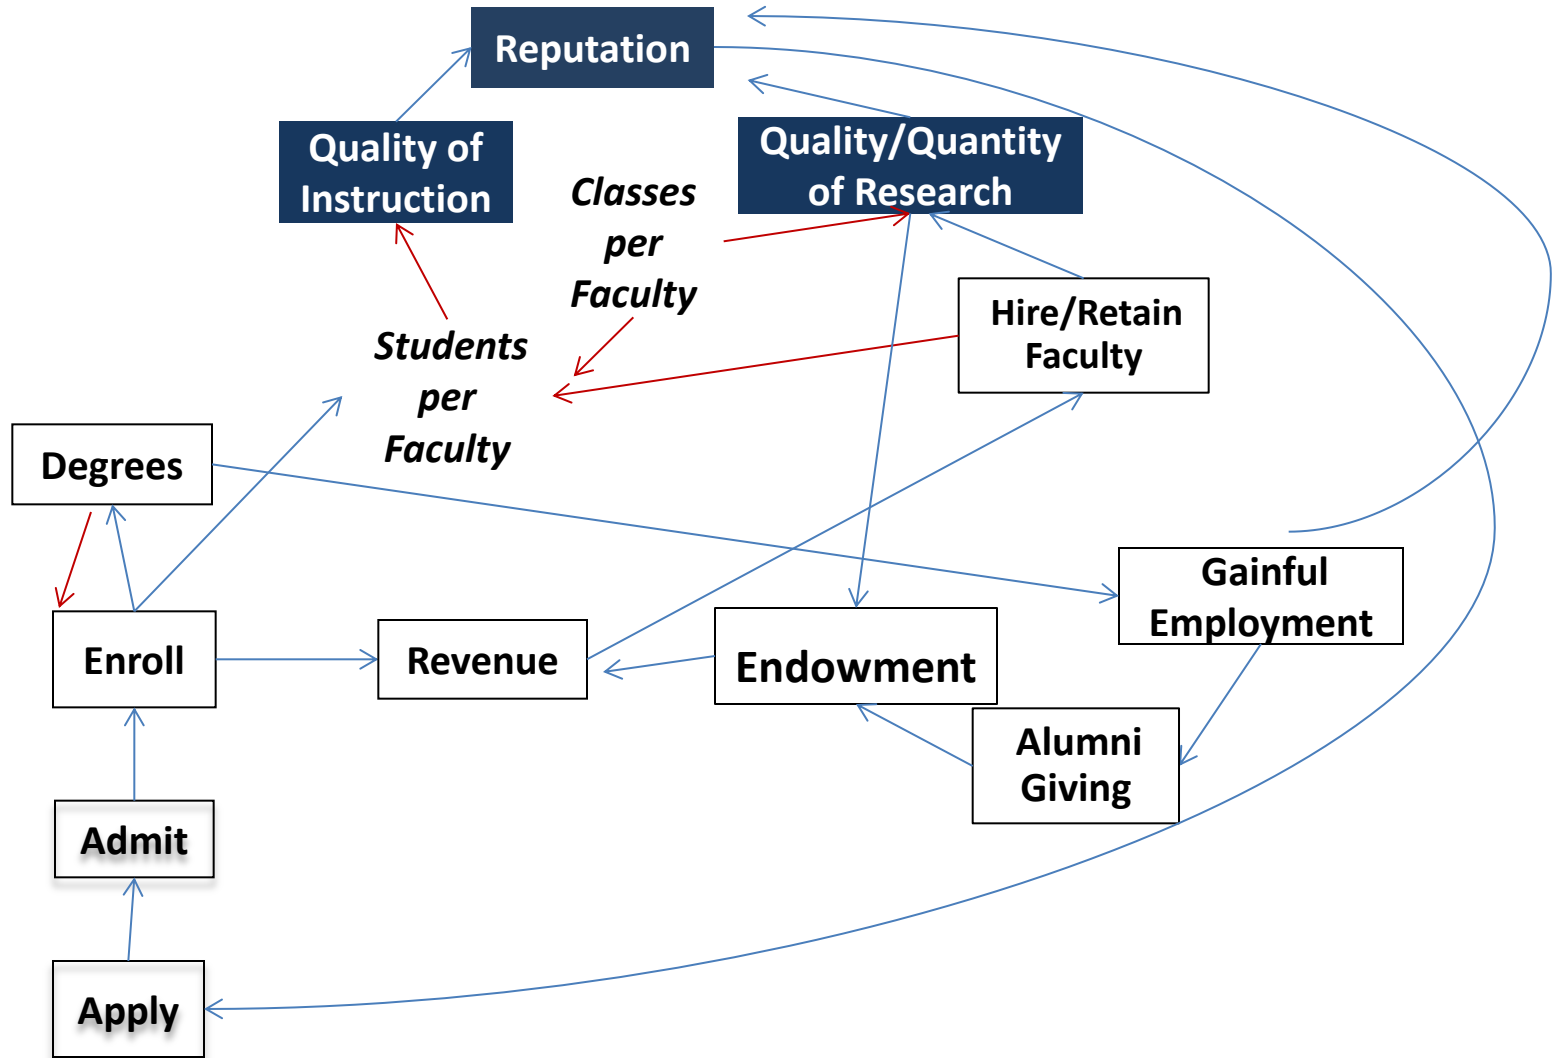 Reputation
Quality of
Instruction
Quality/Quantity
of Research
Classes
per
Faculty
Hire/Retain
Faculty
Students
per
Faculty
Degrees
Gainful
Employment
Enroll
Revenue
Endowment
Alumni
Giving
Admit
Apply